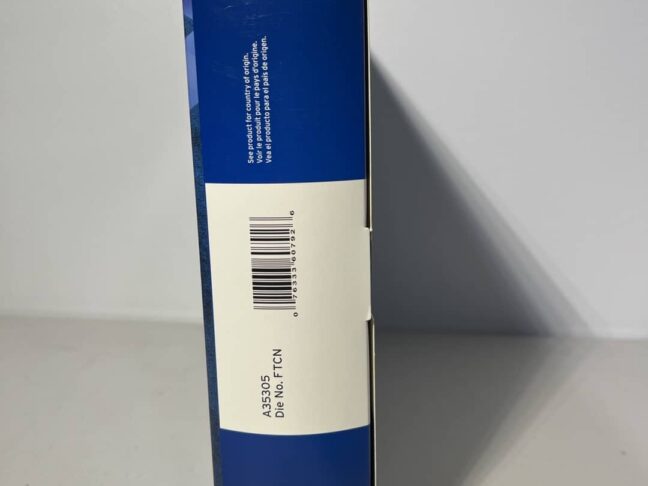 See product for country of origin.
Voir le produit pour le pays d'origine.
Vea el producto para el país de origen.
0 76333 60792 6
A35305
Die No. FTCN